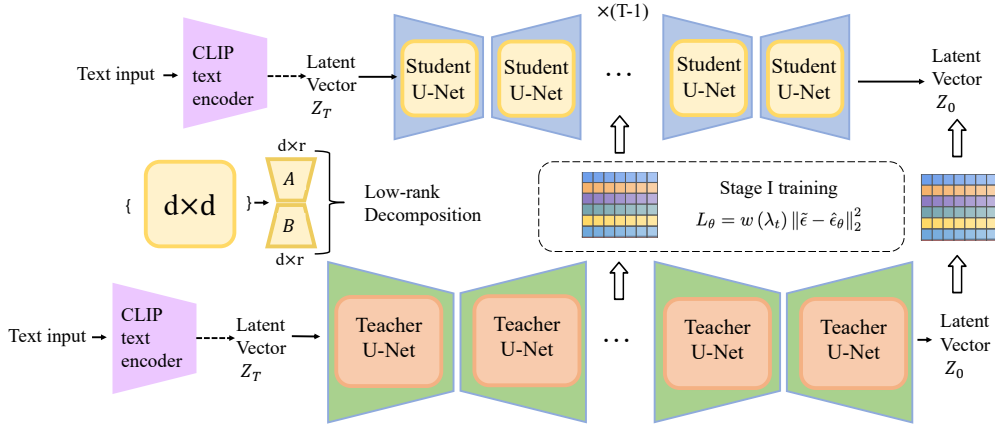 ×(T-1)
Text input
CLIP
text
encoder
Latent
Vector
Z_T
Student
U-Net
Student
U-Net
...
Student
U-Net
Student
U-Net
Latent
Vector
Z_0
{ d×d }
d×r
A
B
d×r
Low-rank
Decomposition
Stage I training
L_θ = w (λ_t) ‖ϵ̃ − ϵ̂_θ‖₂²
Text input
CLIP
text
encoder
Latent
Vector
Z_T
Teacher
U-Net
Teacher
U-Net
...
Teacher
U-Net
Teacher
U-Net
Latent
Vector
Z_0